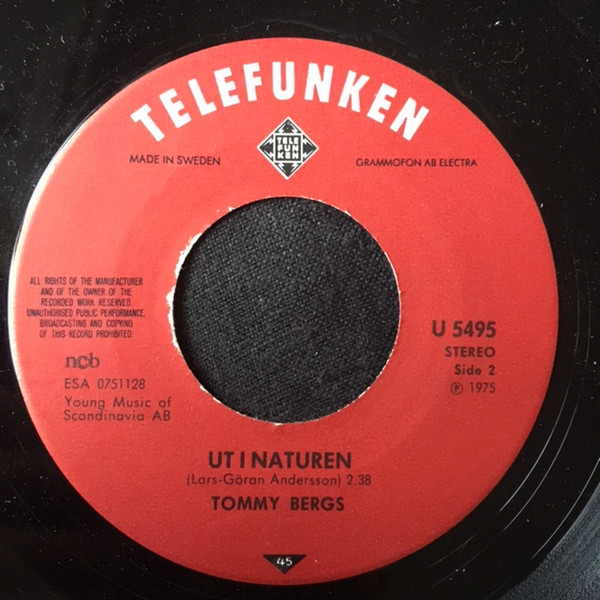 TELEFUNKEN
TELE
FUN
KEN
MADE IN SWEDEN
GRAMMOFON AB ELECTRA
ALL RIGHTS OF THE MANUFACTURER
AND OF THE OWNER OF THE
RECORDED WORK RESERVED.
UNAUTHORISED PUBLIC PERFORMANCE,
BROADCASTING AND COPYING
OF THIS RECORD PROHIBITED.
ncb
ESA 0751128
Young Music of
Scandinavia AB
U 5495
STEREO
Side 2
℗ 1975
UT I NATUREN
(Lars-Göran Andersson) 2.38
TOMMY BERGS
45